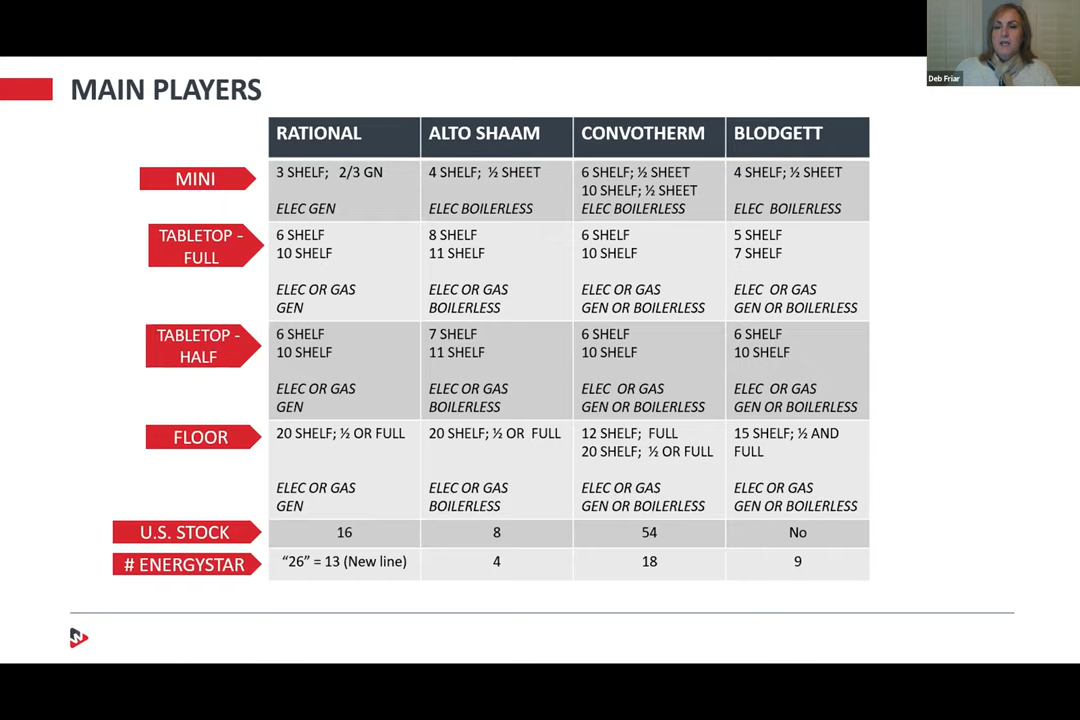 Deb Friar
MAIN PLAYERS
RATIONAL ALTO SHAAM CONVOTHERM BLODGETT
MINI
3 SHELF; 2/3 GN
ELEC GEN
4 SHELF; ½ SHEET
ELEC BOILERLESS
6 SHELF; ½ SHEET
10 SHELF; ½ SHEET
ELEC BOILERLESS
4 SHELF; ½ SHEET
ELEC BOILERLESS
TABLETOP -
FULL
6 SHELF
10 SHELF
ELEC OR GAS
GEN
8 SHELF
11 SHELF
ELEC OR GAS
BOILERLESS
6 SHELF
10 SHELF
ELEC OR GAS
GEN OR BOILERLESS
5 SHELF
7 SHELF
ELEC OR GAS
GEN OR BOILERLESS
TABLETOP -
HALF
6 SHELF
10 SHELF
ELEC OR GAS
GEN
7 SHELF
11 SHELF
ELEC OR GAS
BOILERLESS
6 SHELF
10 SHELF
ELEC OR GAS
GEN OR BOILERLESS
6 SHELF
10 SHELF
ELEC OR GAS
GEN OR BOILERLESS
FLOOR
20 SHELF; ½ OR FULL
ELEC OR GAS
GEN
20 SHELF; ½ OR FULL
ELEC OR GAS
BOILERLESS
12 SHELF; FULL
20 SHELF; ½ OR FULL
ELEC OR GAS
GEN OR BOILERLESS
15 SHELF; ½ AND
FULL
ELEC OR GAS
GEN OR BOILERLESS
U.S. STOCK
16 8 54 No
# ENERGYSTAR
“26” = 13 (New line) 4 18 9